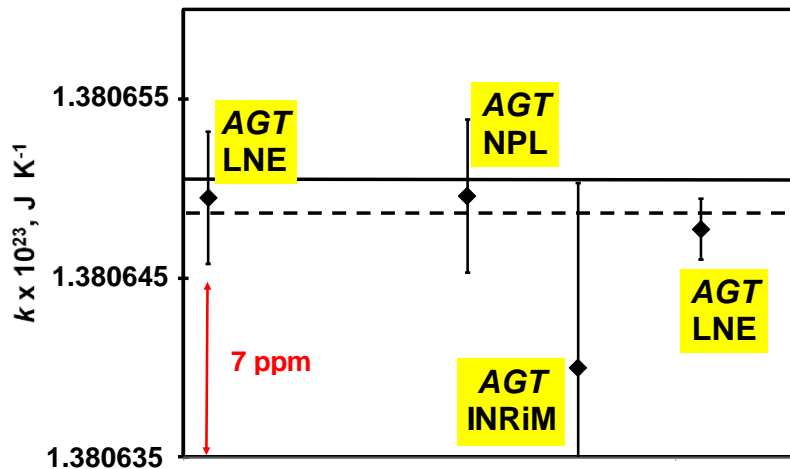 1.380655
AGT
LNE
AGT
NPL
k x 10²³, J K⁻¹
1.380645
AGT
LNE
7 ppm
AGT
INRiM
1.380635